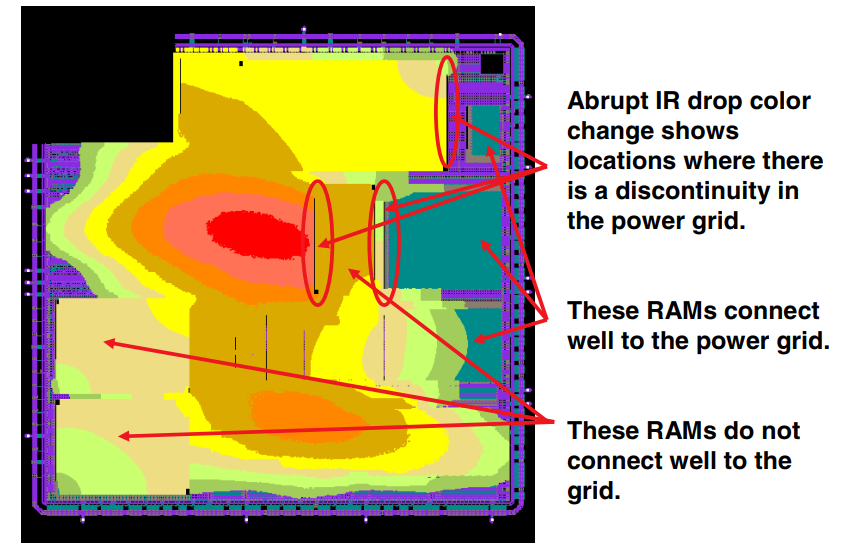 Abrupt IR drop color
change shows
locations where there
is a discontinuity in
the power grid.
These RAMs connect
well to the power grid.
These RAMs do not
connect well to the
grid.